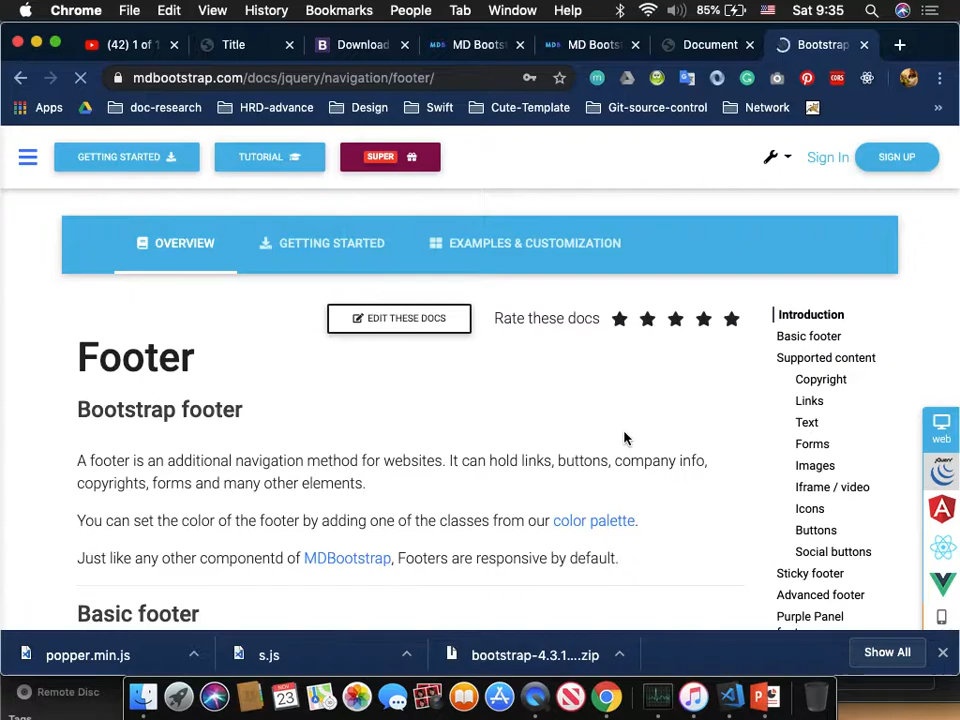 Chrome File Edit View History Bookmarks People Tab Window Help 85% Sat 9:35
(42) 1 of 1 Title Download MD Boots MD Boots Document Bootstrap
mdbootstrap.com/docs/jquery/navigation/footer/
Apps doc-research HRD-advance Design Swift Cute-Template Git-source-control Network »
GETTING STARTED TUTORIAL SUPER Sign In SIGN UP
OVERVIEW GETTING STARTED EXAMPLES & CUSTOMIZATION
EDIT THESE DOCS Rate these docs
Footer
Bootstrap footer
A footer is an additional navigation method for websites. It can hold links, buttons, company info,
copyrights, forms and many other elements.
You can set the color of the footer by adding one of the classes from our color palette.
Just like any other componentd of MDBootstrap, Footers are responsive by default.
Basic footer
Introduction
Basic footer
Supported content
Copyright
Links
Text
Forms
Images
Iframe / video
Icons
Buttons
Social buttons
Sticky footer
Advanced footer
Purple Panel
web
jQuery
popper.min.js s.js bootstrap-4.3.1....zip Show All
Remote Disc
NOV
23